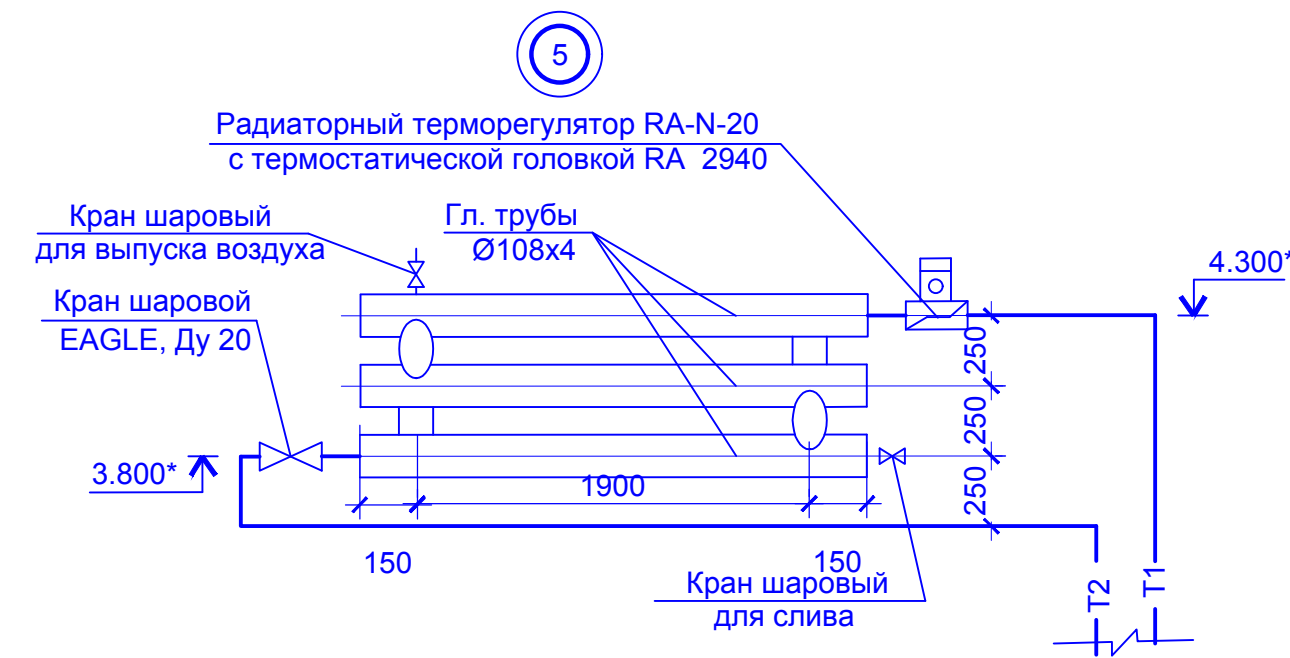 5
Радиаторный терморегулятор RA-N-20
с термостатической головкой RA 2940
Кран шаровый
для выпуска воздуха
Гл. трубы
Ø108x4
4.300*
Кран шаровой
EAGLE, Ду 20
250
250
3.800*
1900
250
150
150
Кран шаровый
для слива
T2
T1